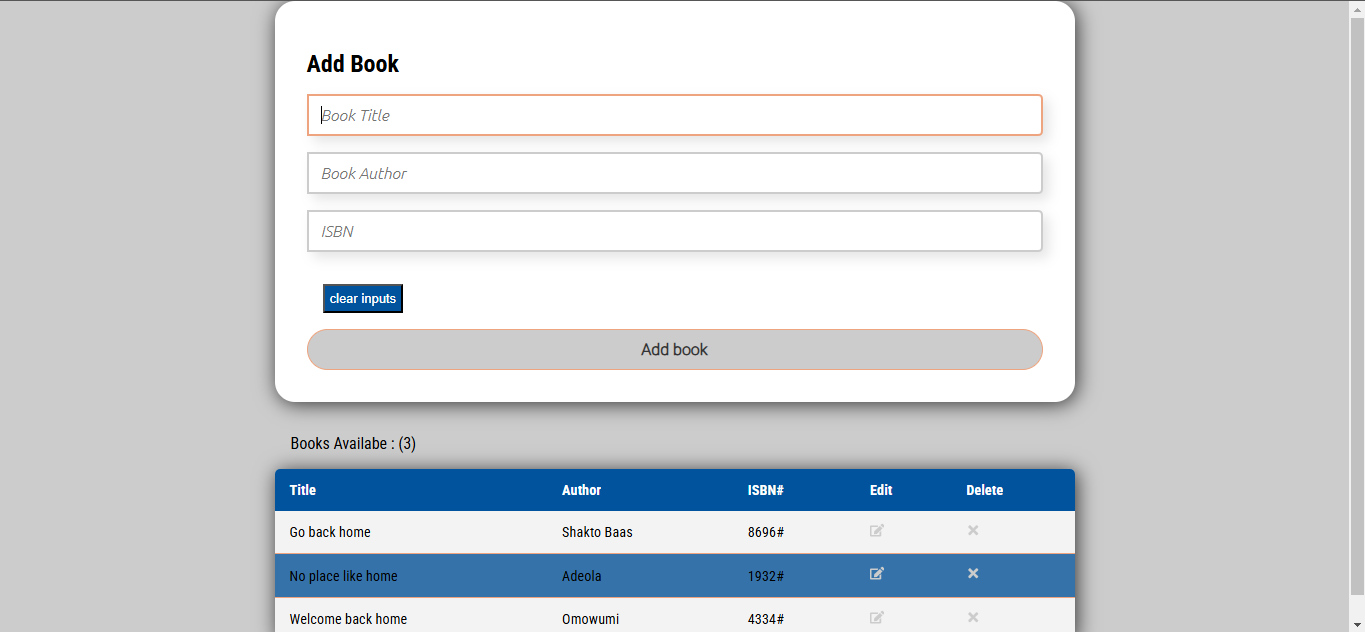 Add Book
Book Title
Book Author
ISBN
clear inputs
Add book
Books Availabe : (3)
Title Author ISBN# Edit Delete
Go back home Shakto Baas 8696#
No place like home Adeola 1932#
Welcome back home Omowumi 4334#